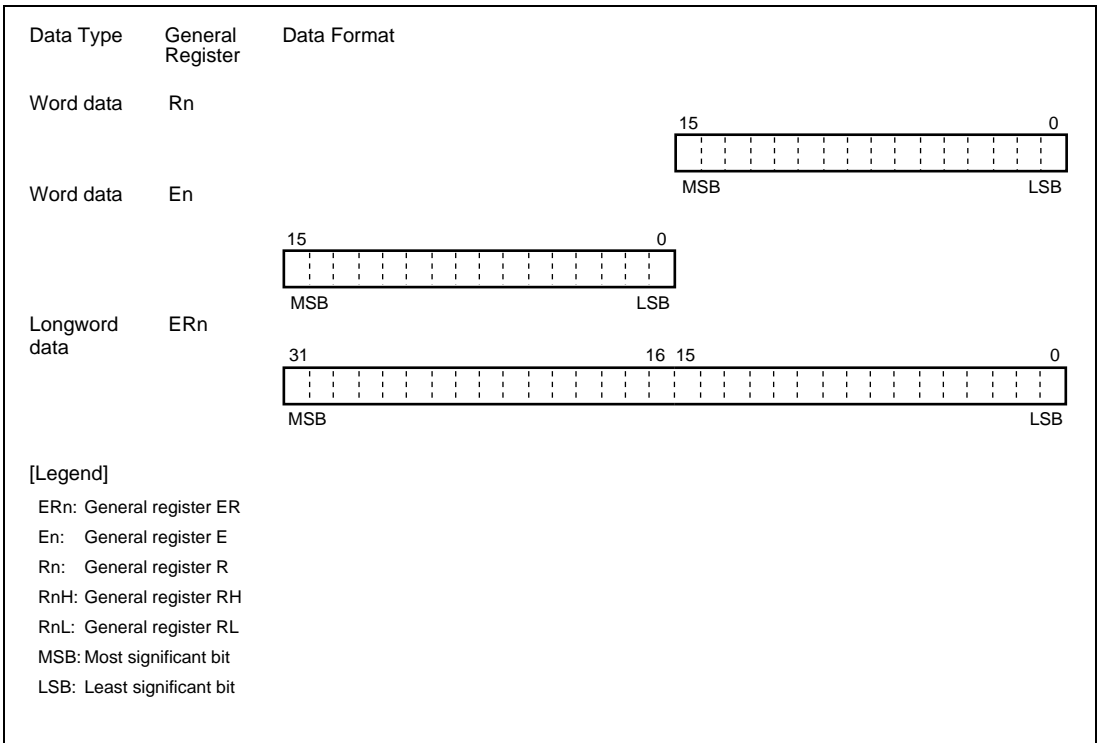 Data Type General Register Data Format
Word data Rn
15 0
MSB LSB
Word data En
15 0
MSB LSB
Longword data ERn
31 16 15 0
MSB LSB
[Legend]
ERn: General register ER
En: General register E
Rn: General register R
RnH: General register RH
RnL: General register RL
MSB: Most significant bit
LSB: Least significant bit